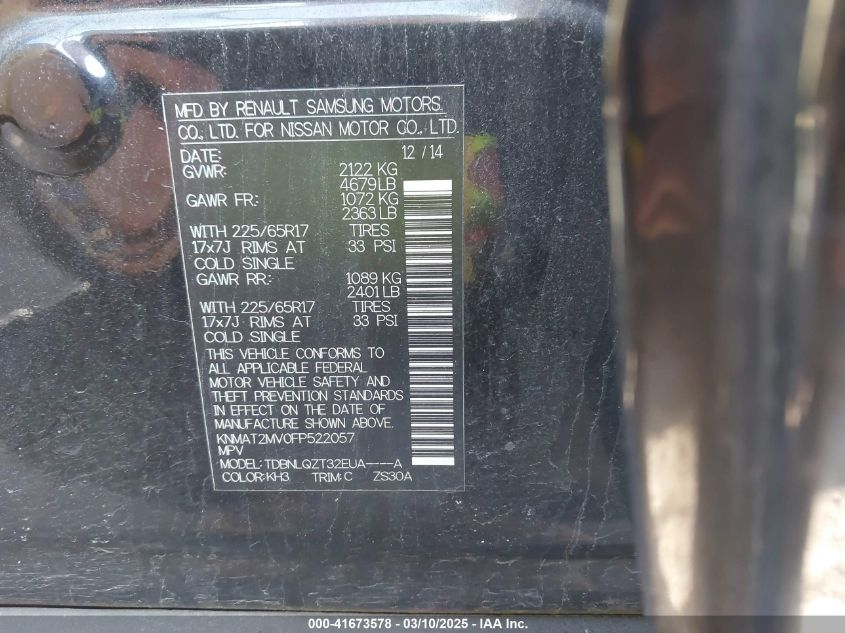 MFD BY RENAULT SAMSUNG MOTORS
CO., LTD. FOR NISSAN MOTOR CO., LTD.
DATE: 12 / 14
GVWR: 2122 KG
4679 LB
GAWR FR: 1072 KG
2363 LB
WITH 225/65R17 TIRES
17x7J RIMS AT 33 PSI
COLD SINGLE
GAWR RR: 1089 KG
2401 LB
WITH 225/65R17 TIRES
17x7J RIMS AT 33 PSI
COLD SINGLE
THIS VEHICLE CONFORMS TO
ALL APPLICABLE FEDERAL
MOTOR VEHICLE SAFETY AND
THEFT PREVENTION STANDARDS
IN EFFECT ON THE DATE OF
MANUFACTURE SHOWN ABOVE.
KNMAT2MV0FP522057
MPV
MODEL: TDBNLQZT32EUA----A
COLOR: KH3 TRIM: C ZS30A
000-41673578 — 03/10/2025 — IAA Inc.